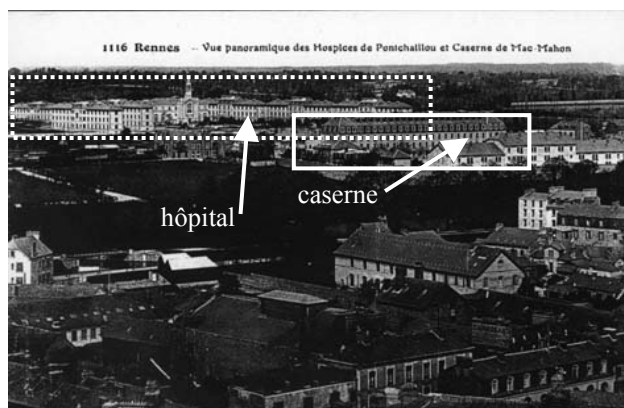 1116 Rennes – Vue panoramique des Hospices de Pontchaillou et Caserne de Mac-Mahon
hôpital
caserne